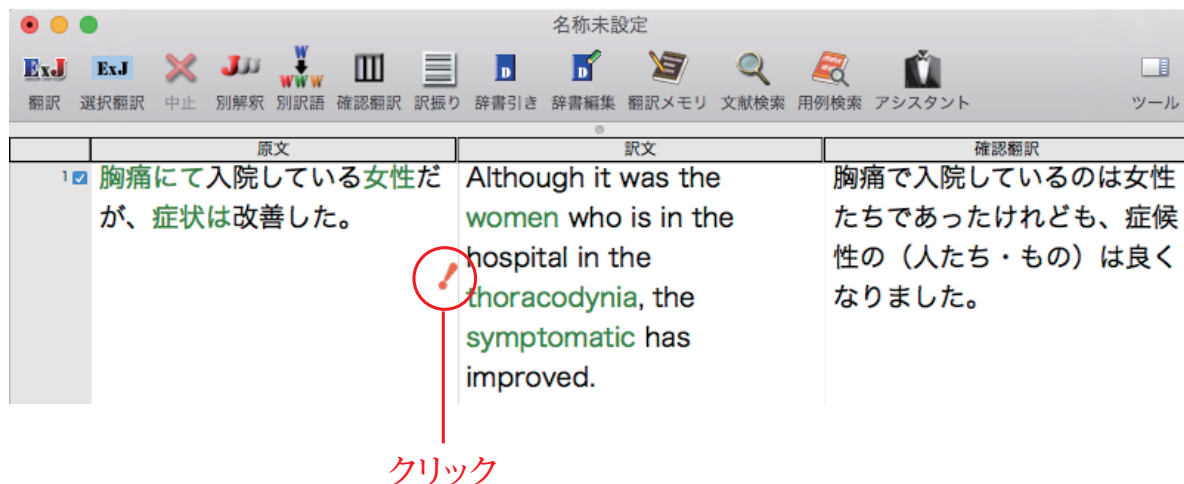 名称未設定
ExJ ExJ JJJ W WWW D D
翻訳 選択翻訳 中止 別解釈 別訳語 確認翻訳 訳振り 辞書引き 辞書編集 翻訳メモリ 文献検索 用例検索 アシスタント ツール
原文 訳文 確認翻訳
1 胸痛にて入院している女性だ
が、症状は改善した。
Although it was the
women who is in the
hospital in the
thoracodynia, the
symptomatic has
improved.
胸痛で入院しているのは女性
たちであったけれども、症候
性の（人たち・もの）は良く
なりました。
!
クリック